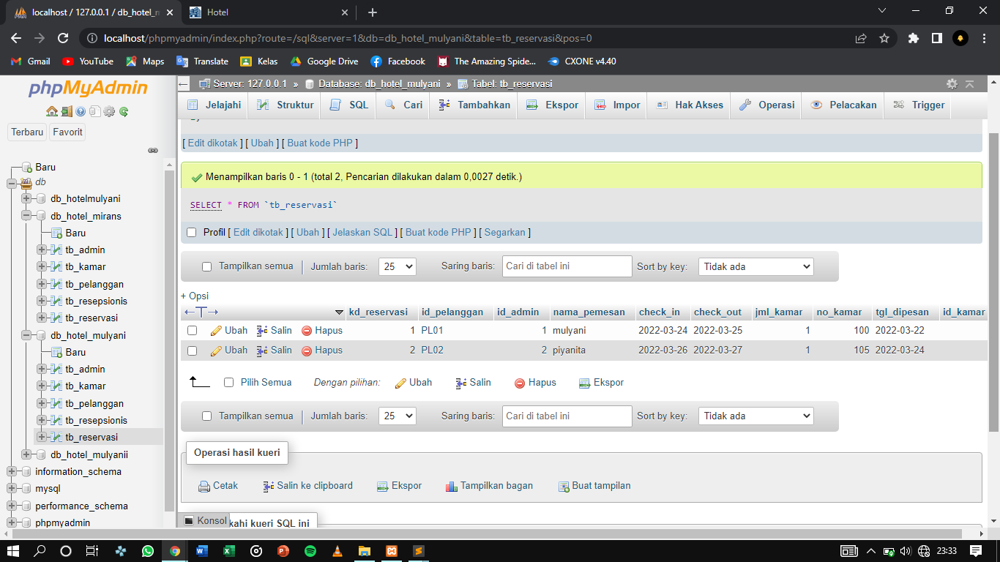 localhost / 127.0.0.1 / db_hotel_m
Hotel
localhost/phpmyadmin/index.php?route=/sql&server=1&db=db_hotel_mulyani&table=tb_reservasi&pos=0
Gmail YouTube Maps Translate Kelas Google Drive Facebook The Amazing Spide... CXONE v4.40
phpMyAdmin
Terbaru Favorit
Baru
db
db_hotelmulyani
db_hotel_mirans
Baru
tb_admin
tb_kamar
tb_pelanggan
tb_resepsionis
tb_reservasi
db_hotel_mulyani
Baru
tb_admin
tb_kamar
tb_pelanggan
tb_resepsionis
tb_reservasi
db_hotel_mulyanii
information_schema
mysql
performance_schema
phpmyadmin
Server: 127.0.0.1 » Database: db_hotel_mulyani » Tabel: tb_reservasi
Jelajahi Struktur SQL Cari Tambahkan Ekspor Impor Hak Akses Operasi Pelacakan Trigger
[ Edit dikotak ] [ Ubah ] [ Buat kode PHP ]
Menampilkan baris 0 - 1 (total 2, Pencarian dilakukan dalam 0,0027 detik.)
SELECT * FROM `tb_reservasi`
Profil [ Edit dikotak ] [ Ubah ] [ Jelaskan SQL ] [ Buat kode PHP ] [ Segarkan ]
Tampilkan semua | Jumlah baris: 25 Saring baris: Cari di tabel ini Sort by key: Tidak ada
+ Opsi
←T→ kd_reservasi id_pelanggan id_admin nama_pemesan check_in check_out jml_kamar no_kamar tgl_dipesan id_kamar
Ubah Salin Hapus 1 PL01 1 mulyani 2022-03-24 2022-03-25 1 100 2022-03-22
Ubah Salin Hapus 2 PL02 2 piyanita 2022-03-26 2022-03-27 1 105 2022-03-24
Pilih Semua Dengan pilihan: Ubah Salin Hapus Ekspor
Tampilkan semua | Jumlah baris: 25 Saring baris: Cari di tabel ini Sort by key: Tidak ada
Operasi hasil kueri
Cetak Salin ke clipboard Ekspor Tampilkan bagan Buat tampilan
Konsol kahi kueri SQL ini
23:33